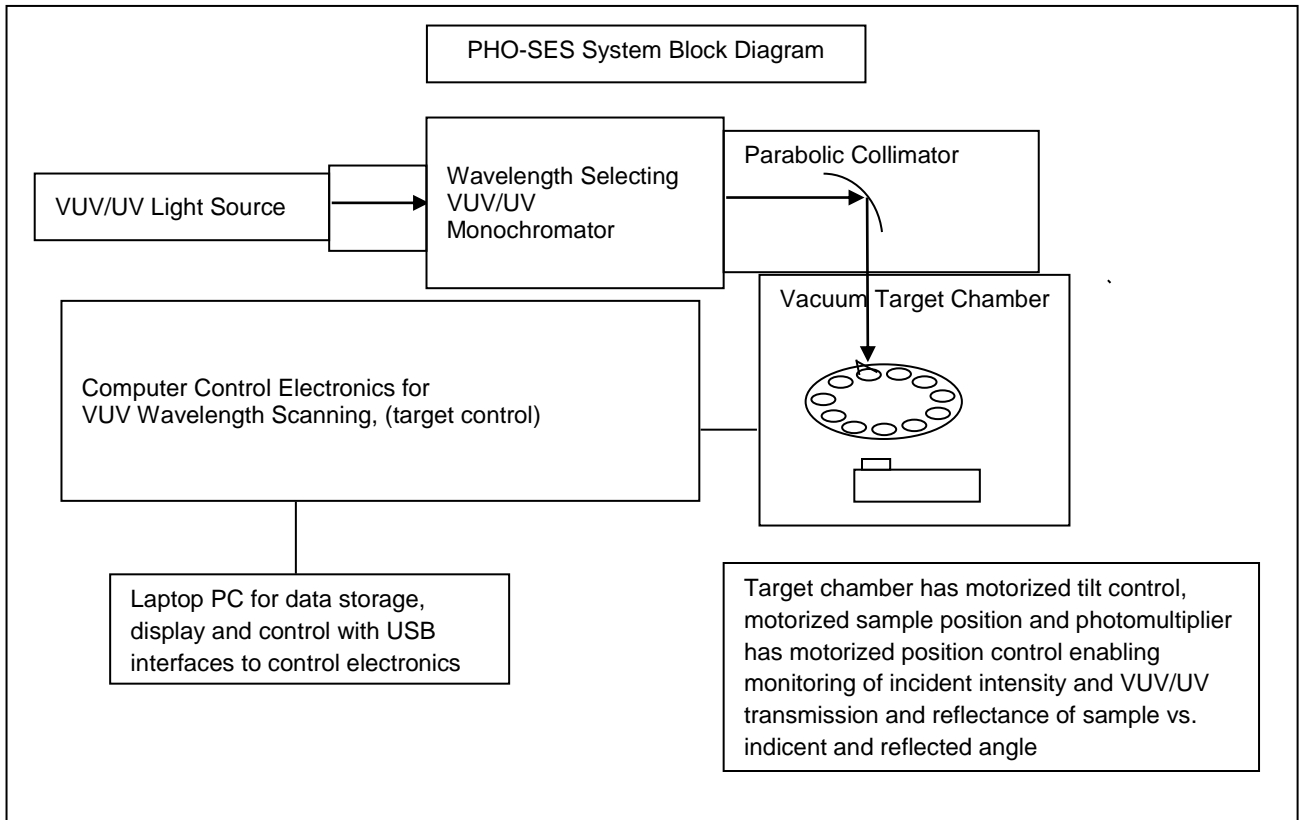 PHO-SES System Block Diagram
VUV/UV Light Source
Wavelength Selecting
VUV/UV
Monochromator
Parabolic Collimator
Vacuum Target Chamber
Computer Control Electronics for
VUV Wavelength Scanning, (target control)
Laptop PC for data storage,
display and control with USB
interfaces to control electronics
Target chamber has motorized tilt control,
motorized sample position and photomultiplier
has motorized position control enabling
monitoring of incident intensity and VUV/UV
transmission and reflectance of sample vs.
indicent and reflected angle